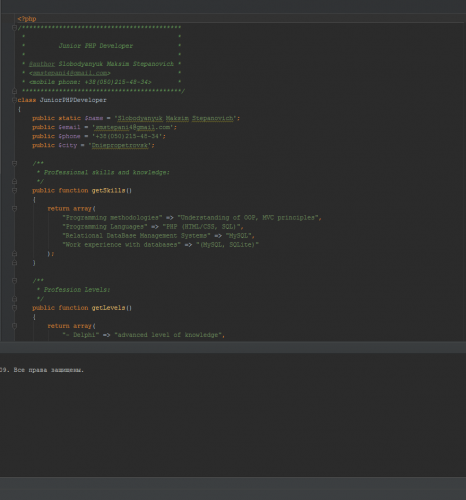 <?php
/*******************************************
*
* Junior PHP Developer *
*
* @author Slobodyanyuk Maksim Stepanovich *
* <smstepani4@gmail.com> *
* <mobile phone: +38(050)215-48-34> *
*******************************************/
class JuniorPHPDeveloper
{
public static $name = 'Slobodyanyuk Maksim Stepanovich';
public $email = 'smstepani4@gmail.com';
public $phone = '+38(050)215-48-34';
public $city = 'Dniepropetrovsk';
/**
* Professional skills and knowledge:
*/
public function getSkills()
{
return array(
"Programming methodologies" => "Understanding of OOP, MVC principles",
"Programming Languages" => "PHP (HTML/CSS, SQL)",
"Relational DataBase Management Systems" => "MySQL",
"Work experience with databases" => "(MySQL, SQLite)"
);
}
/**
* Profession levels:
*/
public function getLevels()
{
return array(
"- Delphi" => "advanced level of knowledge",
09. Все права защищены.